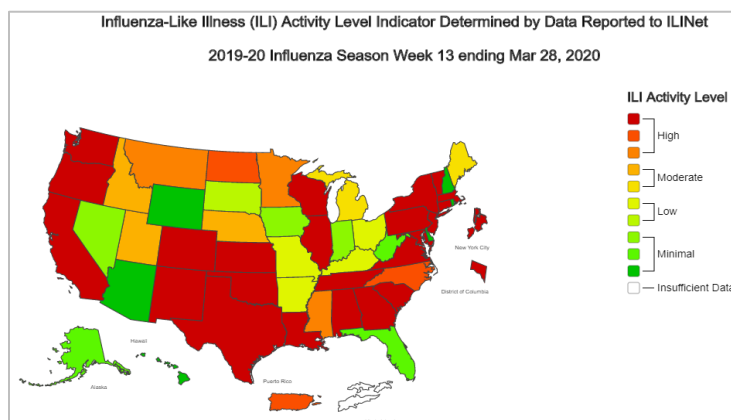 Influenza-Like Illness (ILI) Activity Level Indicator Determined by Data Reported to ILINet
2019-20 Influenza Season Week 13 ending Mar 28, 2020
ILI Activity Level
High
Moderate
Low
Minimal
Insufficient Data
New York City
District of Columbia
Hawaii
Alaska
Puerto Rico